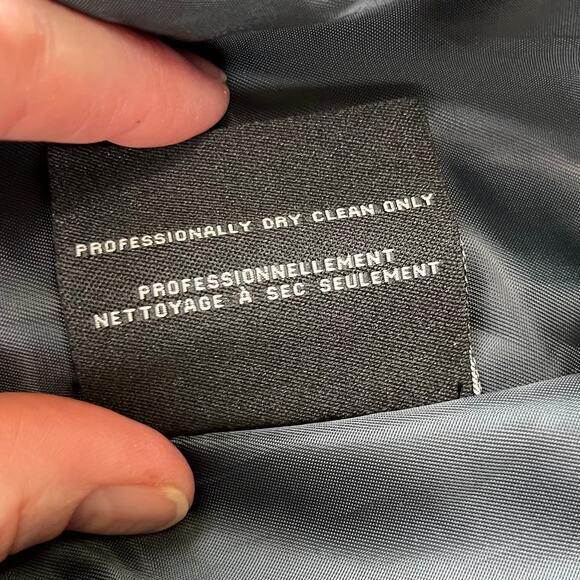 PROFESSIONALLY DRY CLEAN ONLY
PROFESSIONNELLEMENT
NETTOYAGE À SEC SEULEMENT